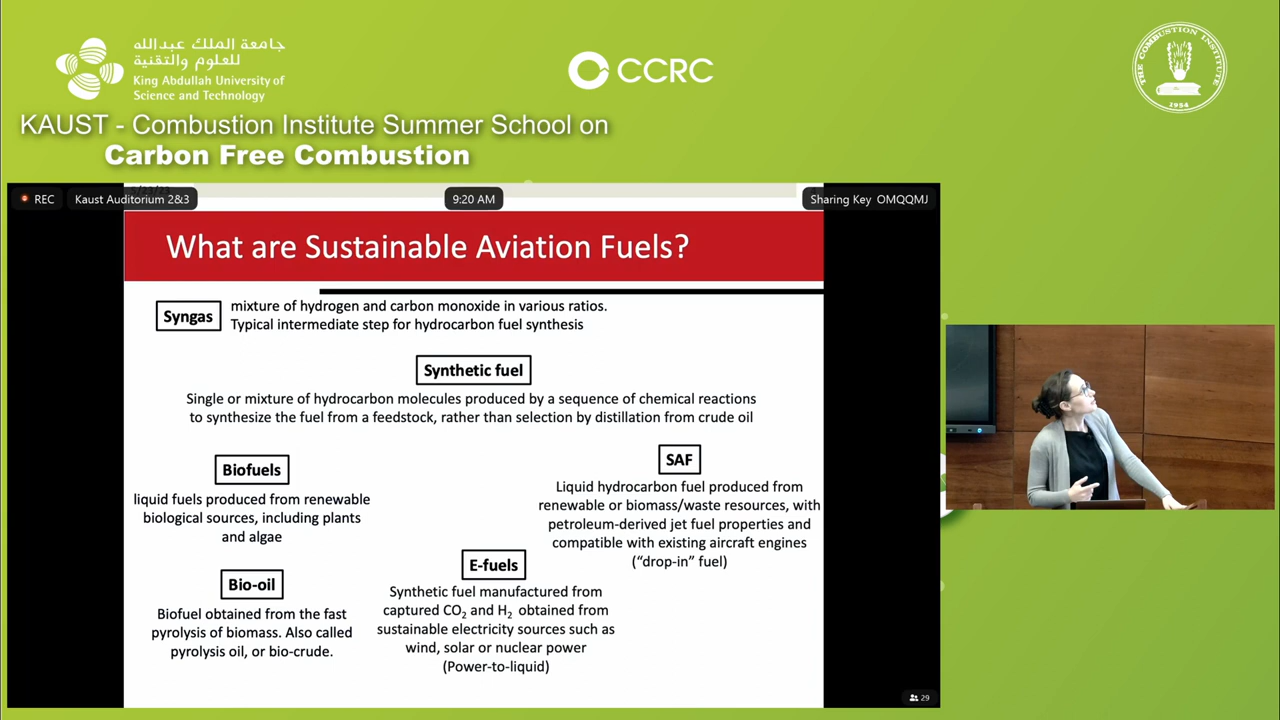 جامعة الملك عبدالله
للعلوم والتقنية
King Abdullah University of
Science and Technology
CCRC
THE COMBUSTION INSTITUTE
1954
KAUST - Combustion Institute Summer School on
Carbon Free Combustion
REC
Kaust Auditorium 2&3
9:20 AM
Sharing Key OMQQMJ
What are Sustainable Aviation Fuels?
Syngas
mixture of hydrogen and carbon monoxide in various ratios.
Typical intermediate step for hydrocarbon fuel synthesis
Synthetic fuel
Single or mixture of hydrocarbon molecules produced by a sequence of chemical reactions
to synthesize the fuel from a feedstock, rather than selection by distillation from crude oil
Biofuels
liquid fuels produced from renewable
biological sources, including plants
and algae
SAF
Liquid hydrocarbon fuel produced from
renewable or biomass/waste resources, with
petroleum-derived jet fuel properties and
compatible with existing aircraft engines
(“drop-in” fuel)
Bio-oil
Biofuel obtained from the fast
pyrolysis of biomass. Also called
pyrolysis oil, or bio-crude.
E-fuels
Synthetic fuel manufactured from
captured CO₂ and H₂ obtained from
sustainable electricity sources such as
wind, solar or nuclear power
(Power-to-liquid)
29